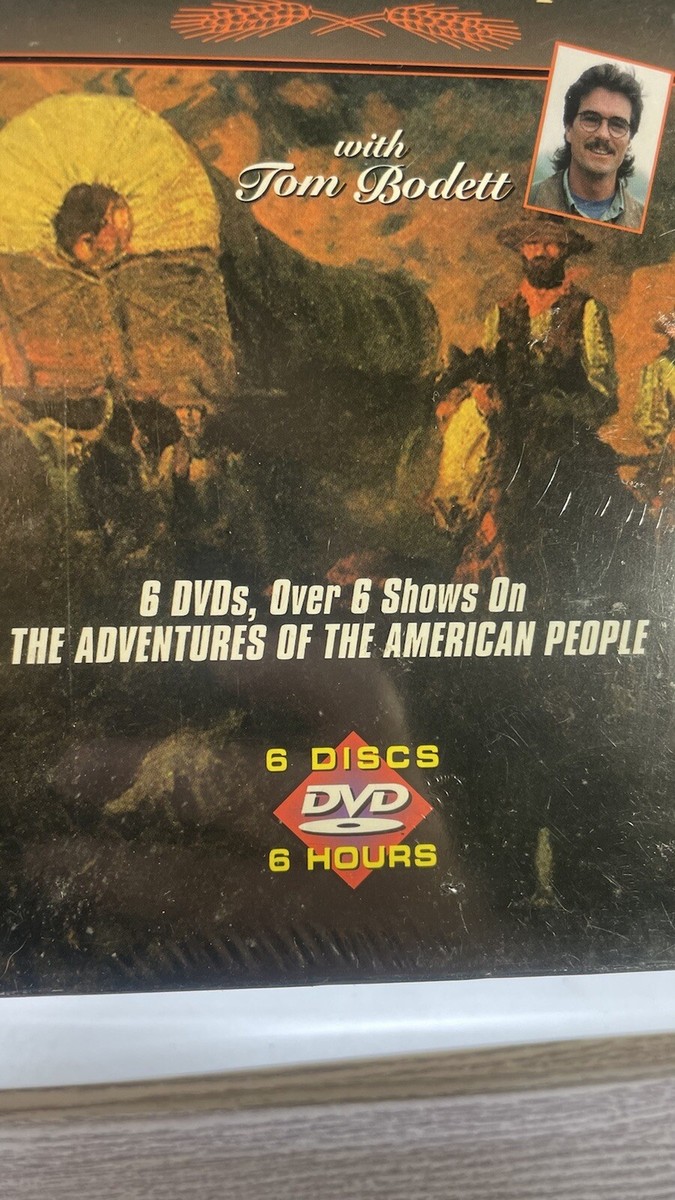 with
Tom Bodett
6 DVDs, Over 6 Shows On
THE ADVENTURES OF THE AMERICAN PEOPLE
6 DISCS
DVD
6 HOURS